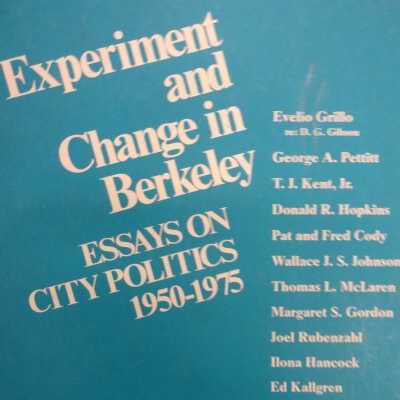 Experiment
and
Change in
Berkeley
ESSAYS ON
CITY POLITICS
1950-1975
Evelio Grillo
re: D. G. Gibson
George A. Pettitt
T. J. Kent, Jr.
Donald R. Hopkins
Pat and Fred Cody
Wallace J. S. Johnson
Thomas L. McLaren
Margaret S. Gordon
Joel Rubenzahl
Ilona Hancock
Ed Kallgren